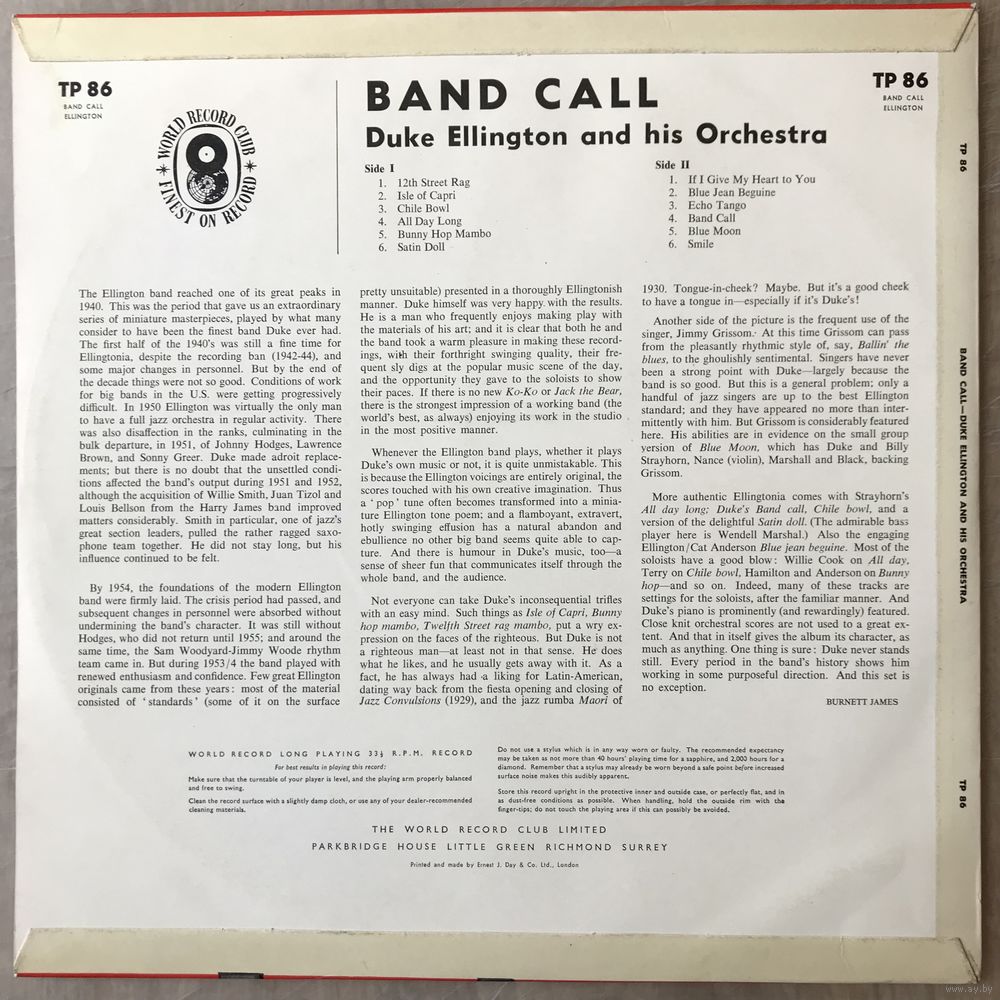 TP 86
BAND CALL
ELLINGTON
WORLD RECORD CLUB
FINEST ON RECORD
BAND CALL
Duke Ellington and his Orchestra
TP 86
BAND CALL
ELLINGTON
Side I
1. 12th Street Rag
2. Isle of Capri
3. Chile Bowl
4. All Day Long
5. Bunny Hop Mambo
6. Satin Doll
Side II
1. If I Give My Heart to You
2. Blue Jean Beguine
3. Echo Tango
4. Band Call
5. Blue Moon
6. Smile
The Ellington band reached one of its great peaks in
1940. This was the period that gave us an extraordinary
series of miniature masterpieces, played by what many
consider to have been the finest band Duke ever had.
The first half of the 1940's was still a fine time for
Ellingtonia, despite the recording ban (1942-44), and
some major changes in personnel. But by the end of
the decade things were not so good. Conditions of work
for big bands in the U.S. were getting progressively
difficult. In 1950 Ellington was virtually the only man
to have a full jazz orchestra in regular activity. There
was also disaffection in the ranks, culminating in the
bulk departure, in 1951, of Johnny Hodges, Lawrence
Brown, and Sonny Greer. Duke made adroit replace-
ments; but there is no doubt that the unsettled condi-
tions affected the band's output during 1951 and 1952,
although the acquisition of Willie Smith, Juan Tizol and
Louis Bellson from the Harry James band improved
matters considerably. Smith in particular, one of jazz's
great section leaders, pulled the rather ragged saxo-
phone team together. He did not stay long, but his
influence continued to be felt.
By 1954, the foundations of the modern Ellington
band were firmly laid. The crisis period had passed, and
subsequent changes in personnel were absorbed without
undermining the band's character. It was still without
Hodges, who did not return until 1955; and around the
same time, the Sam Woodyard-Jimmy Woode rhythm
team came in. But during 1953/4 the band played with
renewed enthusiasm and confidence. Few great Ellington
originals came from these years: most of the material
consisted of 'standards' (some of it on the surface
pretty unsuitable) presented in a thoroughly Ellingtonish
manner. Duke himself was very happy with the results.
He is a man who frequently enjoys making play with
the materials of his art; and it is clear that both he and
the band took a warm pleasure in making these record-
ings, with their forthright swinging quality, their fre-
quent sly digs at the popular music scene of the day,
and the opportunity they gave to the soloists to show
their paces. If there is no new Ko-Ko or Jack the Bear,
there is the strongest impression of a working band (the
world's best, as always) enjoying its work in the studio
in the most positive manner.
Whenever the Ellington band plays, whether it plays
Duke's own music or not, it is quite unmistakable. This
is because the Ellington voicings are entirely original, the
scores touched with his own creative imagination. Thus
a 'pop' tune often becomes transformed into a minia-
ture Ellington tone poem; and a flamboyant, extravert,
hotly swinging effusion has a natural abandon and
ebullience no other big band seems quite able to cap-
ture. And there is humour in Duke's music, too—a
sense of sheer fun that communicates itself through the
whole band, and the audience.
Not everyone can take Duke's inconsequential trifles
with an easy mind. Such things as Isle of Capri, Bunny
hop mambo, Twelfth Street rag mambo, put a wry ex-
pression on the faces of the righteous. But Duke is not
a righteous man—at least not in that sense. He does
what he likes, and he usually gets away with it. As a
fact, he has always had a liking for Latin-American,
dating way back from the fiesta opening and closing of
Jazz Convulsions (1929), and the jazz rumba Maori of
1930. Tongue-in-cheek? Maybe. But it's a good cheek
to have a tongue in—especially if it's Duke's!
Another side of the picture is the frequent use of the
singer, Jimmy Grissom. At this time Grissom can pass
from the pleasantly rhythmic style of, say, Ballin' the
blues, to the ghoulishly sentimental. Singers have never
been a strong point with Duke—largely because the
band is so good. But this is a general problem; only a
handful of jazz singers are up to the best Ellington
standard; and they have appeared no more than inter-
mittently with him. But Grissom is considerably featured
here. His abilities are in evidence on the small group
version of Blue Moon, which has Duke and Billy
Strayhorn, Nance (violin), Marshall and Black, backing
Grissom.
More authentic Ellingtonia comes with Strayhorn's
All day long; Duke's Band call, Chile bowl, and a
version of the delightful Satin doll. (The admirable bass
player here is Wendell Marshal.) Also the engaging
Ellington/Cat Anderson Blue jean beguine. Most of the
soloists have a good blow: Willie Cook on All day,
Terry on Chile bowl, Hamilton and Anderson on Bunny
hop—and so on. Indeed, many of these tracks are
settings for the soloists, after the familiar manner. And
Duke's piano is prominently (and rewardingly) featured.
Close knit orchestral scores are not used to a great ex-
tent. And that in itself gives the album its character, as
much as anything. One thing is sure: Duke never stands
still. Every period in the band's history shows him
working in some purposeful direction. And this set is
no exception.
BURNETT JAMES
WORLD RECORD LONG PLAYING 33⅓ R.P.M. RECORD
For best results in playing this record:
Make sure that the turntable of your player is level, and the playing arm properly balanced
and free to swing.
Clean the record surface with a slightly damp cloth, or use any of your dealer-recommended
cleaning materials.
Do not use a stylus which is in any way worn or faulty. The recommended expectancy
may be taken as not more than 40 hours' playing time for a sapphire, and 2,000 hours for a
diamond. Remember that a stylus may already be worn beyond a safe point before increased
surface noise makes this audibly apparent.
Store this record upright in the protective inner and outside case, or perfectly flat, and in
as dust-free conditions as possible. When handling, hold the outside rim with the
finger-tips; do not touch the playing area if this can possibly be avoided.
THE WORLD RECORD CLUB LIMITED
PARKBRIDGE HOUSE LITTLE GREEN RICHMOND SURREY
Printed and made by Ernest J. Day & Co. Ltd., London
TP 86
BAND CALL—DUKE ELLINGTON AND HIS ORCHESTRA
TP 86
www.ay.by